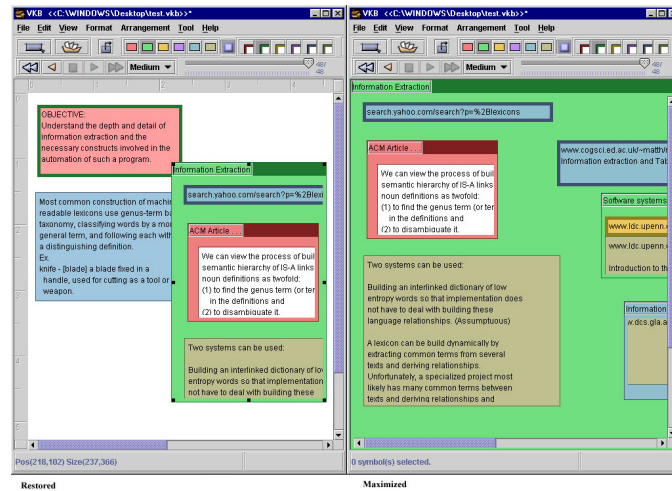 VKB <<C:\WINDOWS\Desktop\test.vkb>>*
File Edit View Format Arrangement Tool Help
Medium
48/
48
0 1 2 3 4
OBJECTIVE:
Understand the depth and detail of
information extraction and the
necessary constructs involved in the
automation of such a program.
Most common construction of machin
readable lexicons use genus-term ba
taxonomy, classifying words by a mo
general term, and following each with
a distinguishing definition.
Ex.
knife - [blade] a blade fixed in a
handle, used for cutting as a tool or
weapon.
Information Extraction
search.yahoo.com/search?p=%2Blexi
ACM Article . . .
We can view the process of buil
semantic hierarchy of IS-A links
noun definitions as twofold:
(1) to find the genus term (or ter
in the definitions and
(2) to disambiguate it.
Two systems can be used:
Building an interlinked dictionary of low
entropy words so that implementation
not have to deal with building these
Pos(218,102) Size(237,366)
Restored
VKB <<C:\WINDOWS\Desktop\test.vkb>>*
File Edit View Format Arrangement Tool Help
Medium
48/
48
Information Extraction
search.yahoo.com/search?p=%2Blexicons
ACM Article . . .
We can view the process of buil
semantic hierarchy of IS-A links
noun definitions as twofold:
(1) to find the genus term (or ter
in the definitions and
(2) to disambiguate it.
Two systems can be used:
Building an interlinked dictionary of low
entropy words so that implementation does
not have to deal with building these
language relationships. (Assumptuous)
A lexicon can be build dynamically by
extracting common terms from several
texts and deriving relationships.
Unfortunately, a specialized project most
likely has many common terms between
texts and deriving relationships and
www.cogsci.ed.ac.uk/~matth/r
Information extraction and Tal
Software systems
www.ldc.upenn.
www.ldc.upenn.
Introduction to th
Information
w.dcs.gla.a
0 symbol(s) selected.
Maximized